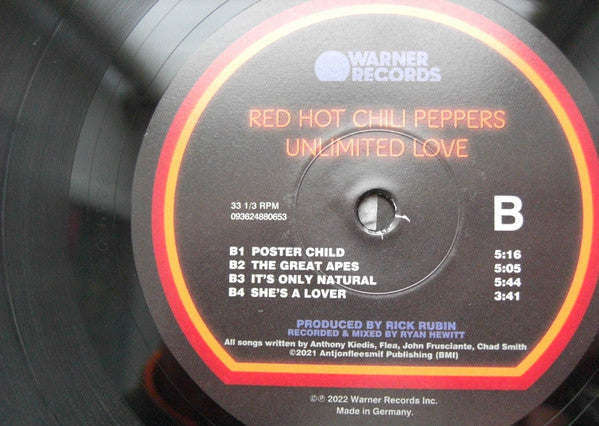 WARNER
RECORDS
RED HOT CHILI PEPPERS
UNLIMITED LOVE
33 1/3 RPM
093624880653
B
B1 POSTER CHILD 5:16
B2 THE GREAT APES 5:05
B3 IT'S ONLY NATURAL 5:44
B4 SHE'S A LOVER 3:41
PRODUCED BY RICK RUBIN
RECORDED & MIXED BY RYAN HEWITT
All songs written by Anthony Kiedis, Flea, John Frusciante, Chad Smith
©2021 Antjonfleesmif Publishing (BMI)
©℗ 2022 Warner Records Inc.
Made in Germany.